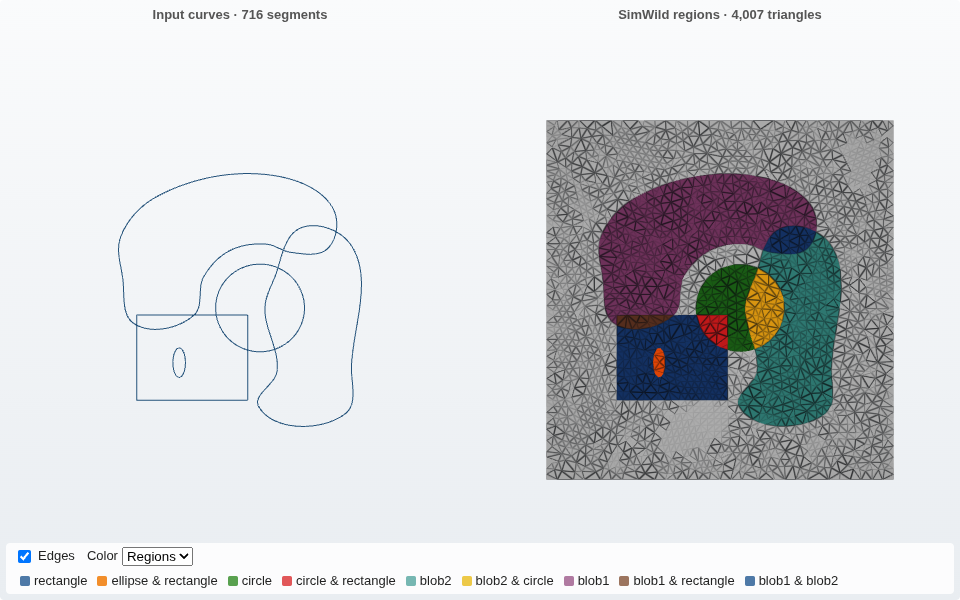 Input curves · 716 segments
SimWild regions · 4,007 triangles
Edges Color Regions
rectangle ellipse & rectangle circle circle & rectangle blob2 blob2 & circle blob1 blob1 & rectangle blob1 & blob2